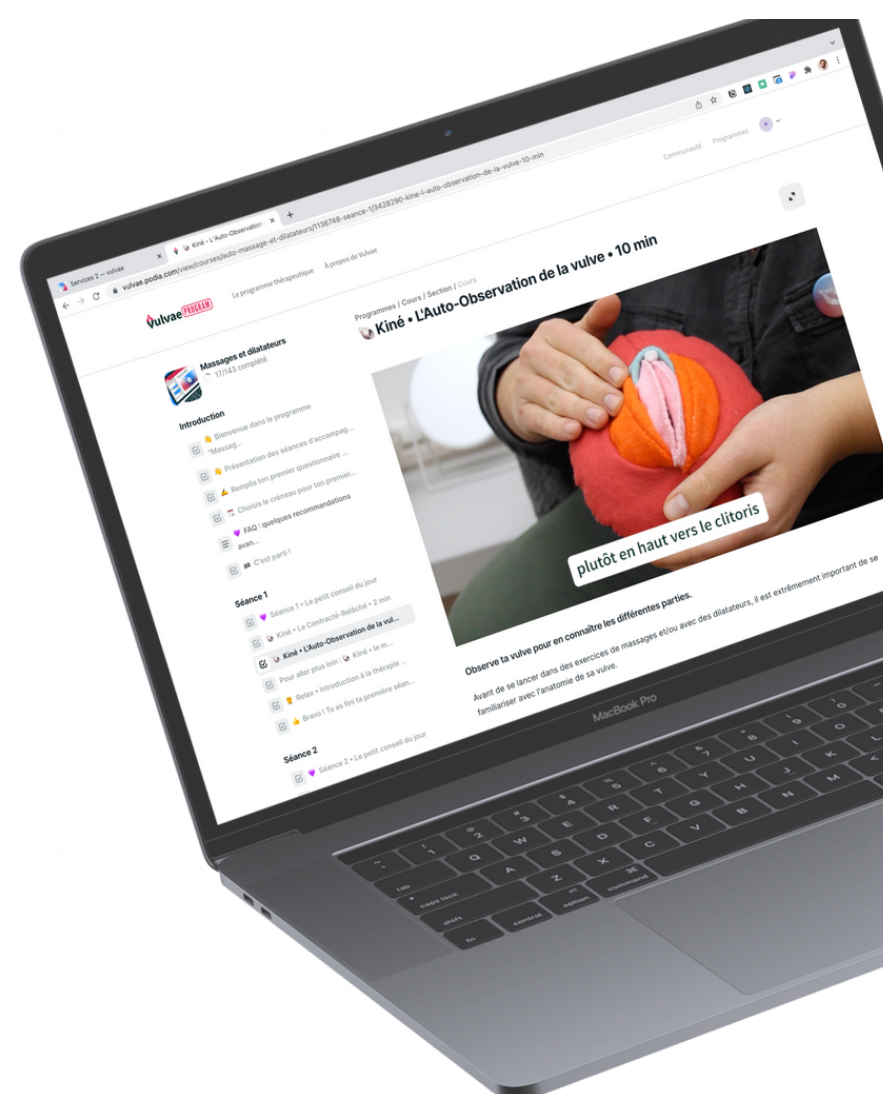 Services 2 — vulvae
Kiné • L'Auto-Observation
vulvae.podia.com/view/courses/auto-massage-et-dilatateurs/1136748-seance-1/3428290-kine-l-auto-observation-de-la-vulve-10-min
Vulvae PROGRAM
Le programme thérapeutique
À propos de Vulvae
Communauté
Programmes
Massages et dilatateurs
17/143 complété
Introduction
👋 Bienvenue dans le programme
"Massag...
👋 Présentation des séances d'accompag...
✍️ Remplis ton premier questionnaire ...
🗓 Choisis le créneau pour ton premier...
💜 FAQ : quelques recommandations
avan...
C'est parti !
Séance 1
💜 Séance 1 • Le petit conseil du jour
Kiné • Le Contracté-Relâché • 2 min
Kiné • L'Auto-Observation de la vul...
Pour aller plus loin : Kiné • le m...
Relax • Introduction à la thérapie ...
👍 Bravo ! Tu as fini ta première séan...
Séance 2
💜 Séance 2 • Le petit conseil du jour
Programmes / Cours / Section / Cours
Kiné • L'Auto-Observation de la vulve • 10 min
plutôt en haut vers le clitoris
Observe ta vulve pour en connaître les différentes parties.
Avant de se lancer dans des exercices de massages et/ou avec des dilatateurs, il est extrêmement important de se
familiariser avec l'anatomie de sa vulve.
MacBook Pro
tab
caps lock
shift
fn
control
option
command
Q W E R T Y U I O
A S D F G H J K L
Z X C V B N M